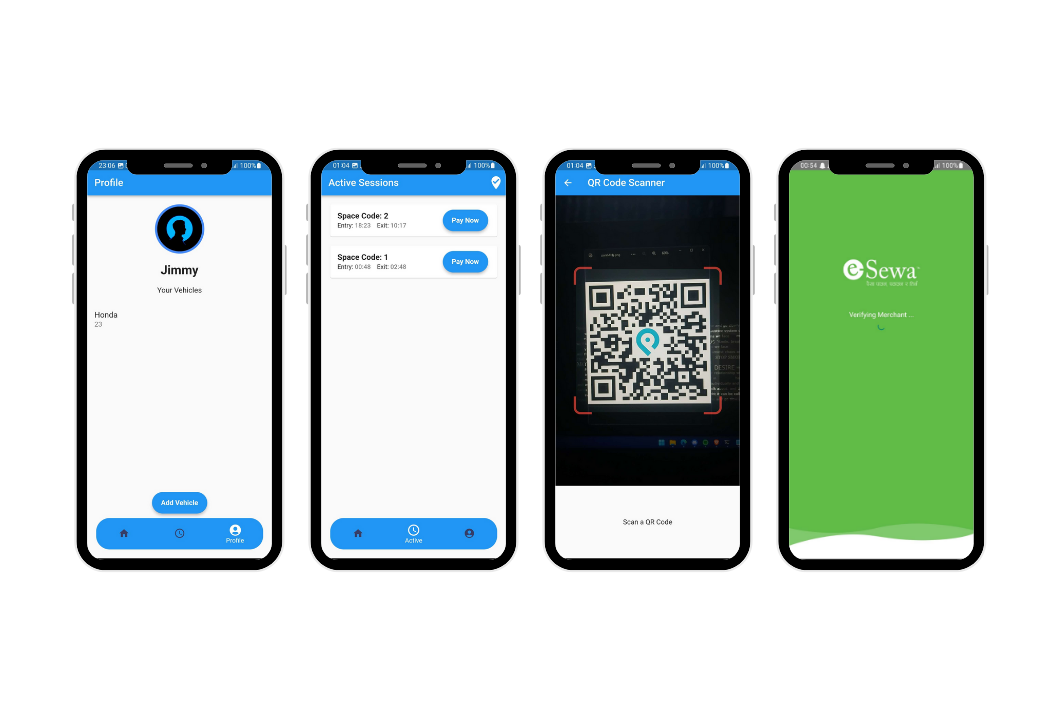 23:06
100%
Profile
Jimmy
Your Vehicles
Honda
23
Add Vehicle
Profile
01:04
100%
Active Sessions
Space Code: 2
Entry: 18:23 Exit: 10:17
Pay Now
Space Code: 1
Entry: 00:48 Exit: 02:48
Pay Now
Active
01:04
100%
QR Code Scanner
DESIRE
Scan a QR Code
00:54
100%
eSewa
Verifying Merchant ...